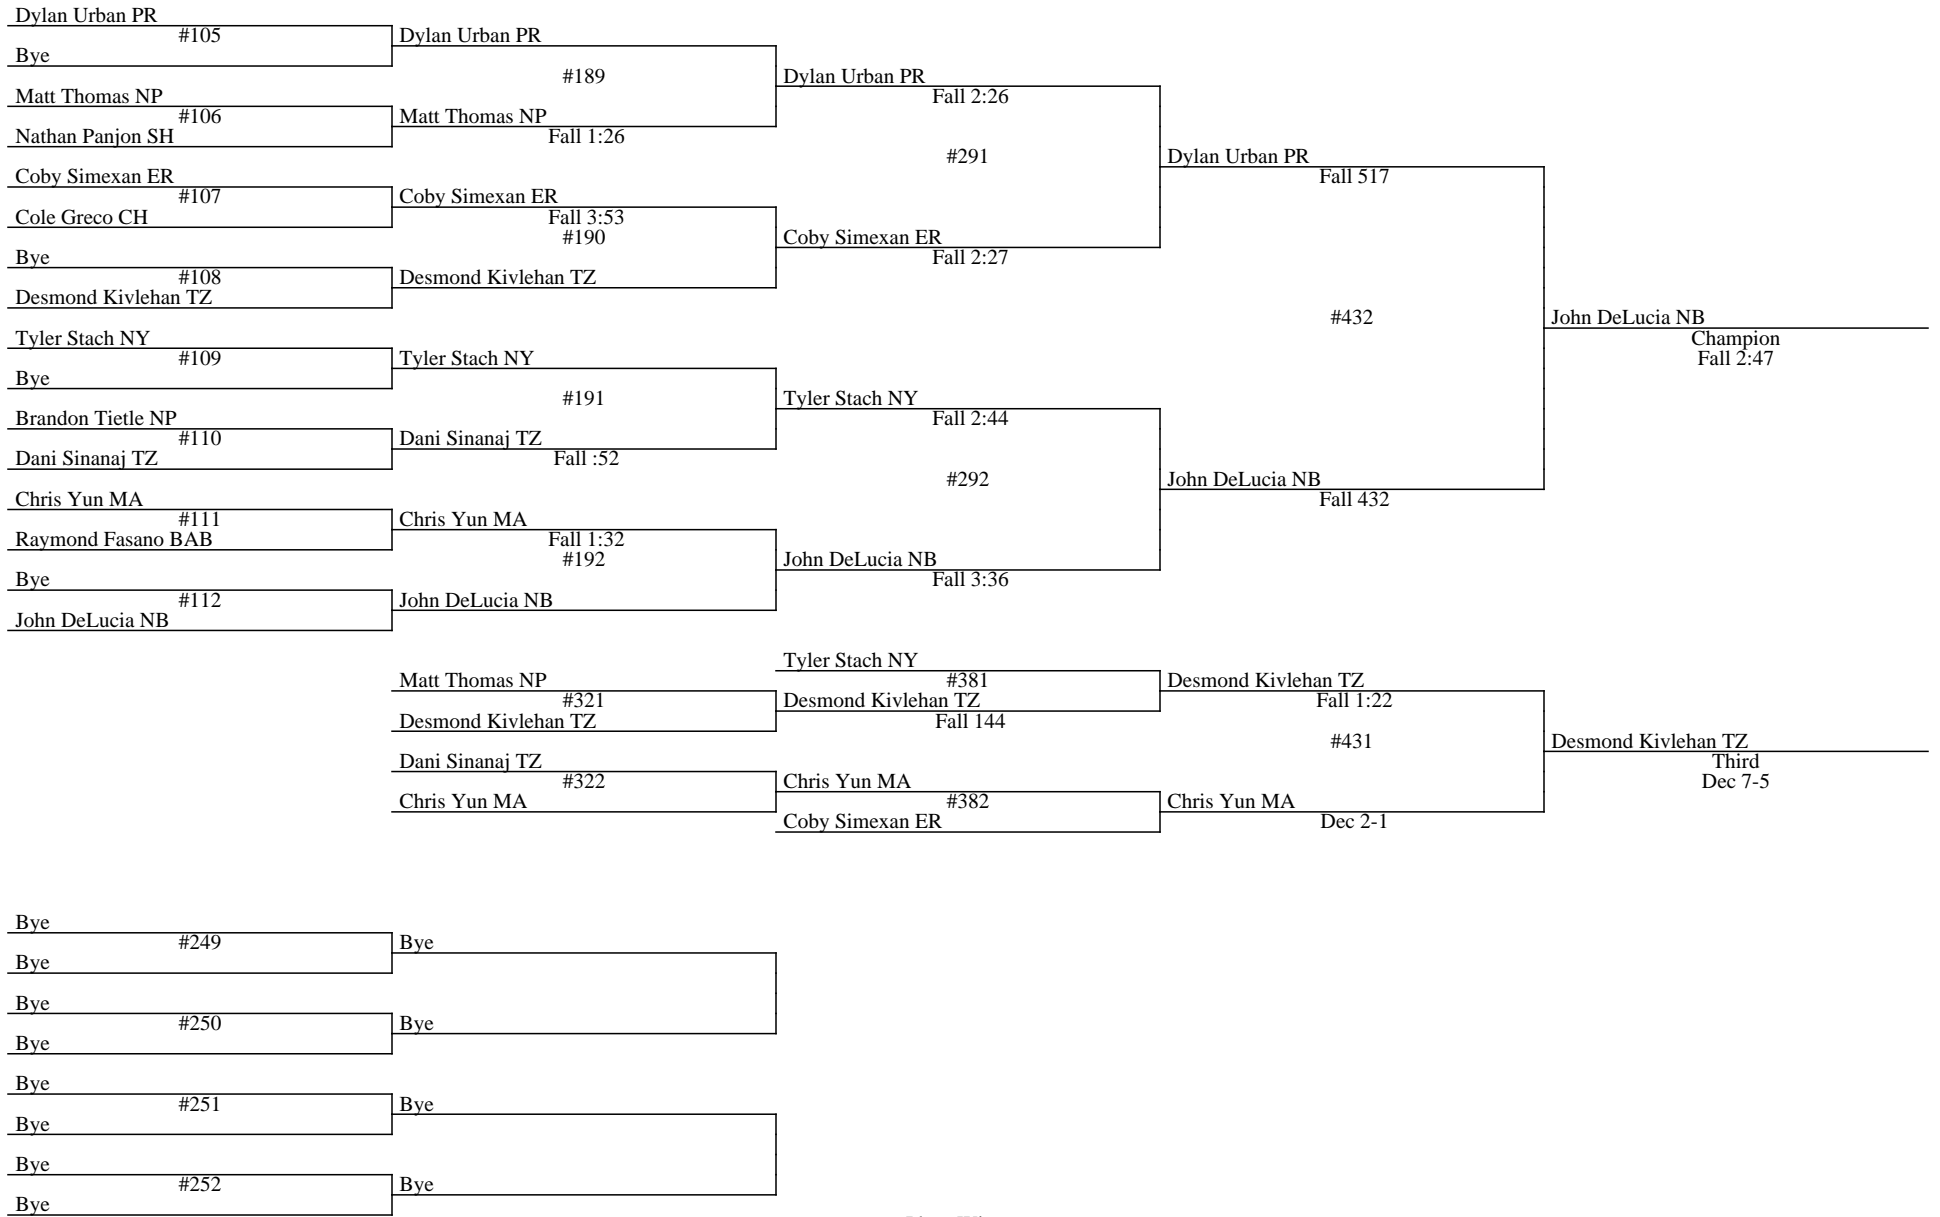 Dylan Urban PR
#105
Bye
Dylan Urban PR
#189
Matt Thomas NP
#106
Nathan Panjon SH
Matt Thomas NP
Fall 1:26
Dylan Urban PR
Fall 2:26
#291
Coby Simexan ER
#107
Cole Greco CH
Coby Simexan ER
Fall 3:53
#190
Bye
#108
Desmond Kivlehan TZ
Desmond Kivlehan TZ
Coby Simexan ER
Fall 2:27
Dylan Urban PR
Fall 517
#432
Tyler Stach NY
#109
Bye
Tyler Stach NY
#191
Brandon Tietle NP
#110
Dani Sinanaj TZ
Dani Sinanaj TZ
Fall :52
Tyler Stach NY
Fall 2:44
#292
Chris Yun MA
#111
Raymond Fasano BAB
Chris Yun MA
Fall 1:32
#192
Bye
#112
John DeLucia NB
John DeLucia NB
John DeLucia NB
Fall 3:36
John DeLucia NB
Fall 432
John DeLucia NB
Champion
Fall 2:47
Matt Thomas NP
#321
Desmond Kivlehan TZ
Dani Sinanaj TZ
#322
Chris Yun MA
Tyler Stach NY
#381
Desmond Kivlehan TZ
Fall 144
Chris Yun MA
#382
Coby Simexan ER
Desmond Kivlehan TZ
Fall 1:22
#431
Chris Yun MA
Dec 2-1
Desmond Kivlehan TZ
Third
Dec 7-5
Bye
#249
Bye
Bye
Bye
#250
Bye
Bye
Bye
#251
Bye
Bye
Bye
#252
Bye
Bye